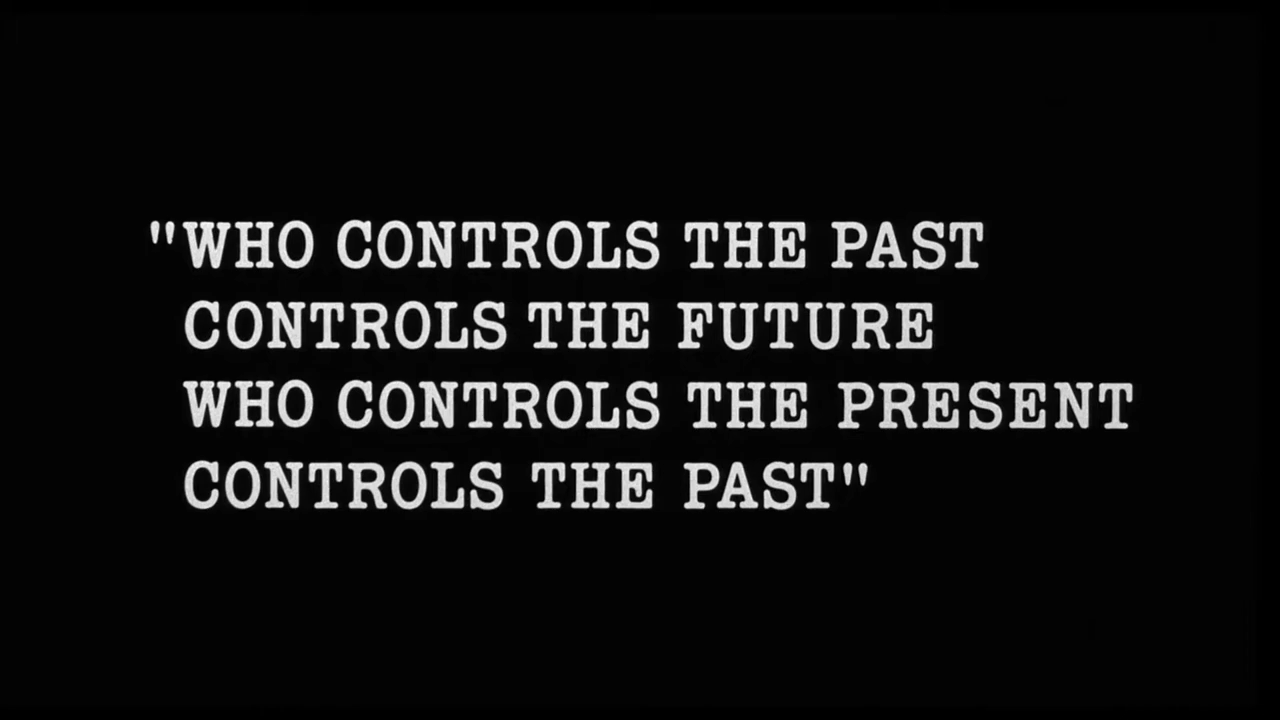 "WHO CONTROLS THE PAST
CONTROLS THE FUTURE
WHO CONTROLS THE PRESENT
CONTROLS THE PAST"